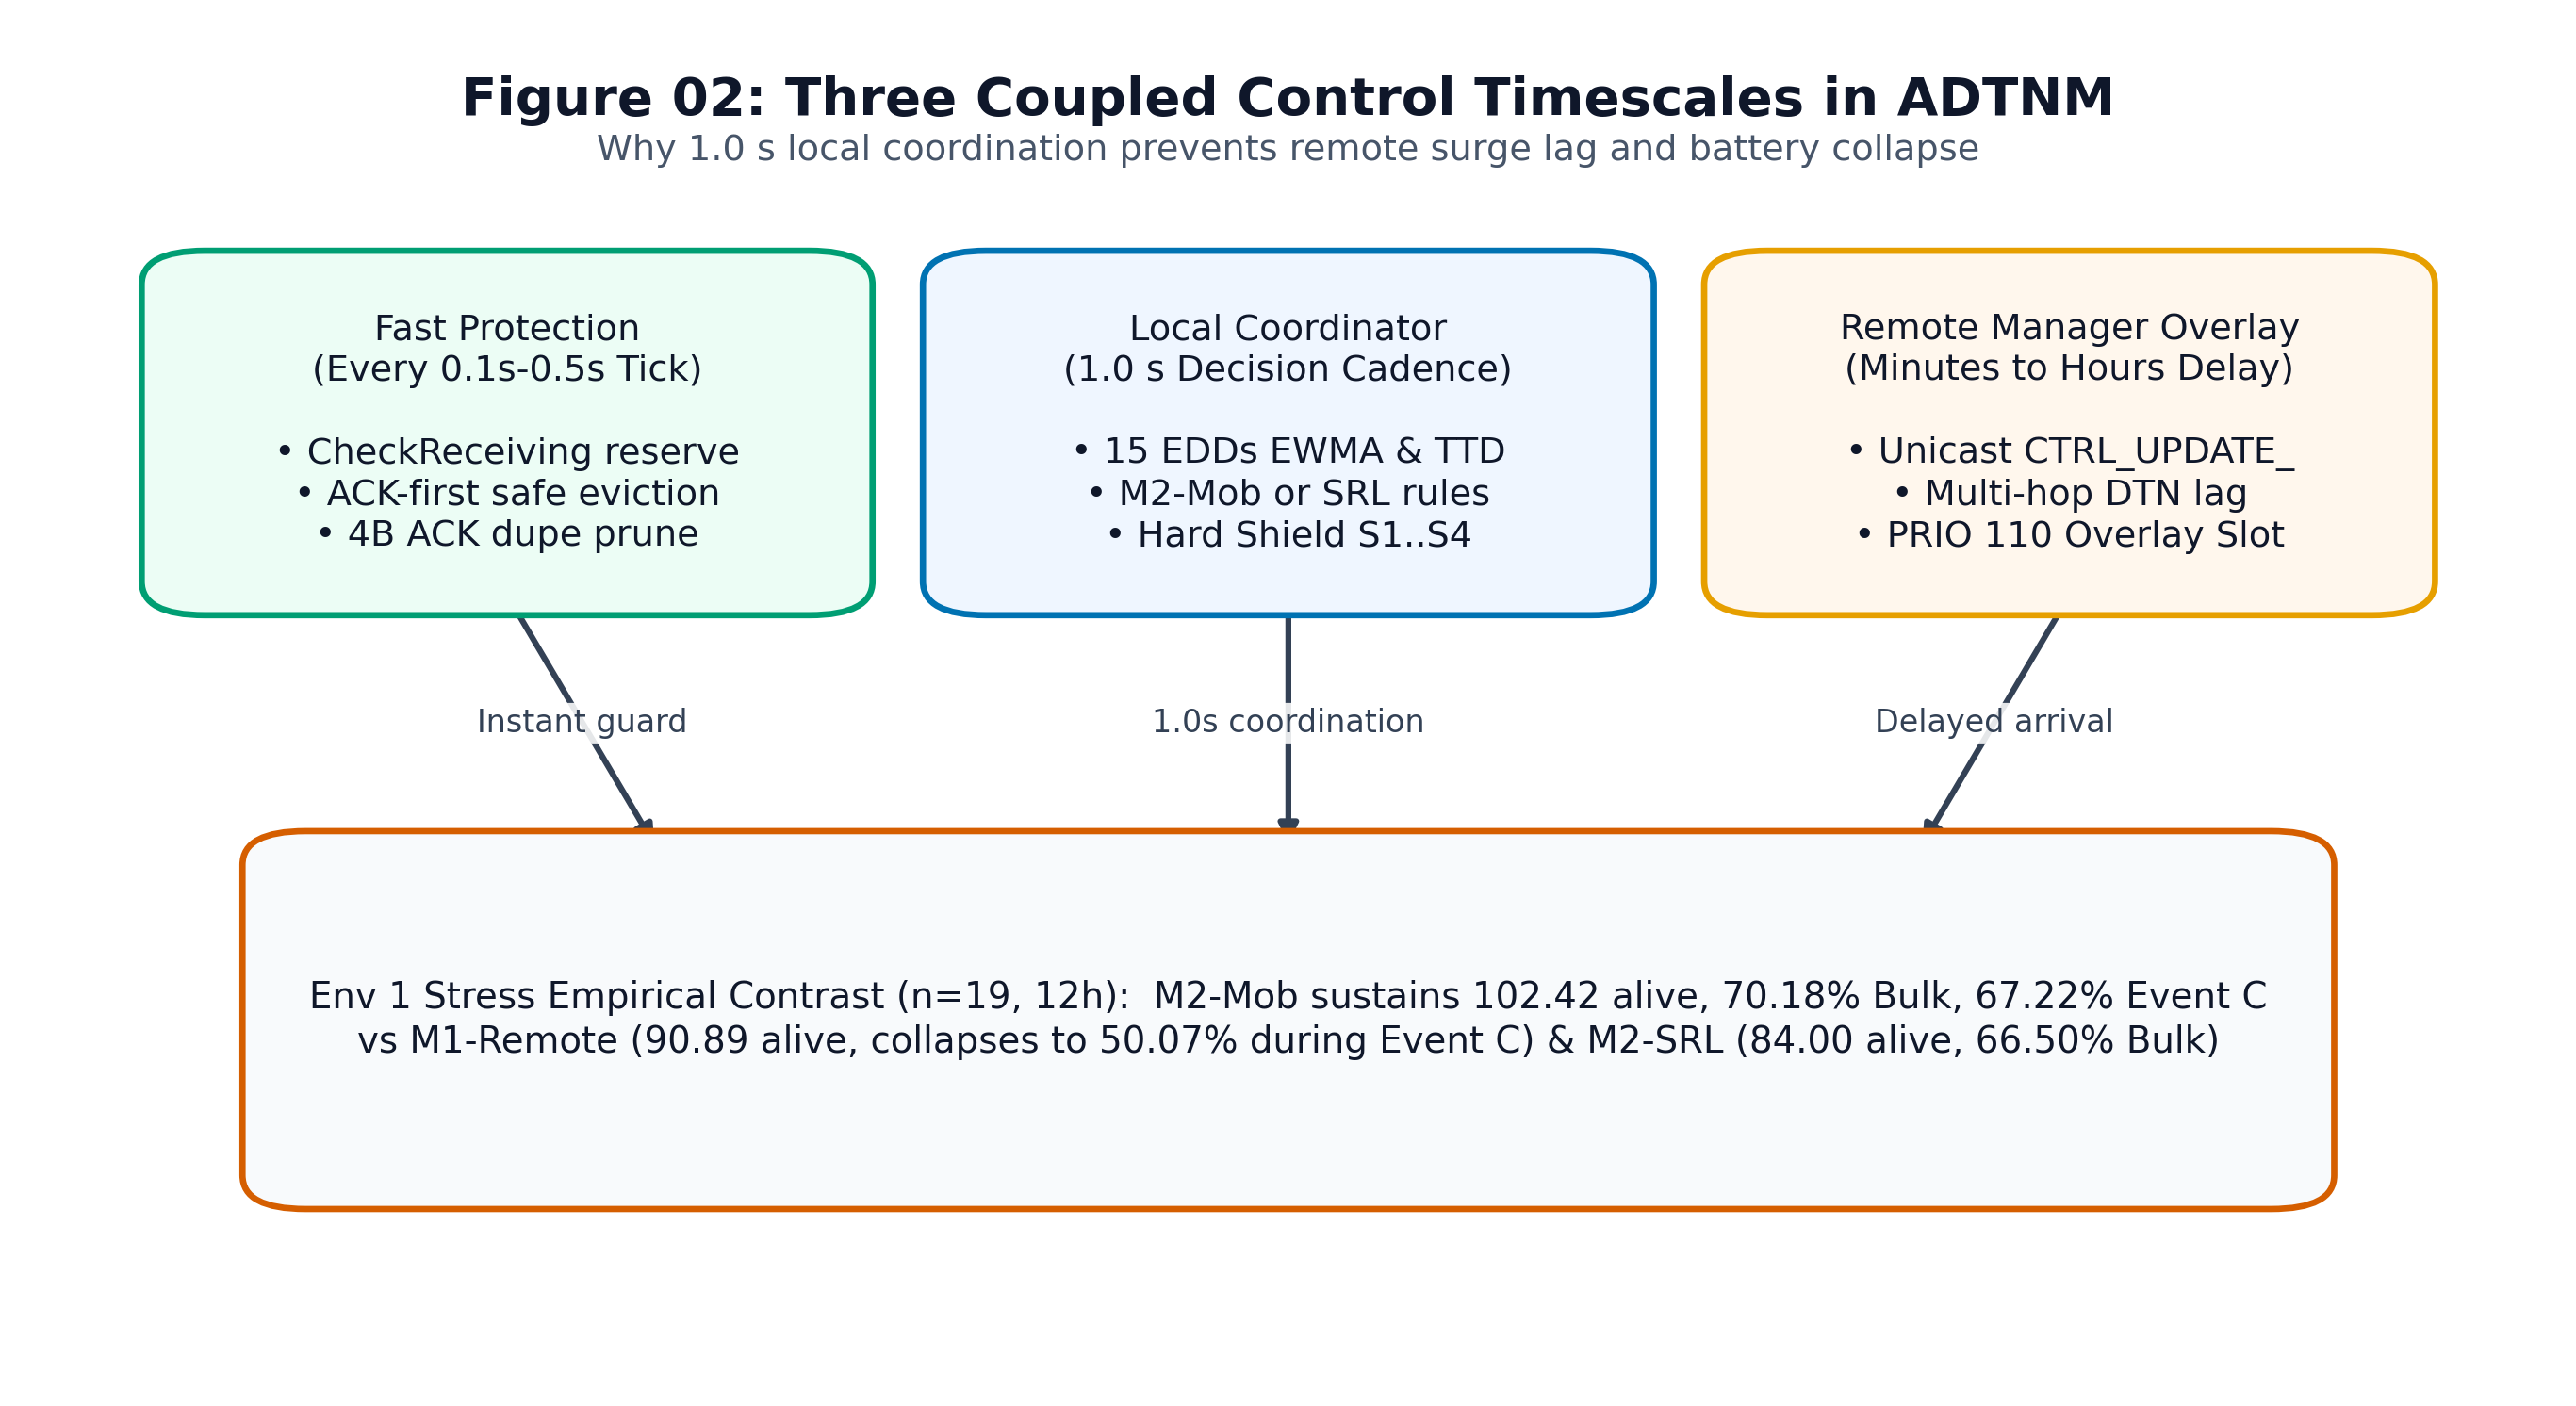 Figure 02: Three Coupled Control Timescales in ADTNM
Why 1.0 s local coordination prevents remote surge lag and battery collapse
Fast Protection
(Every 0.1s-0.5s Tick)
• CheckReceiving reserve
• ACK-first safe eviction
• 4B ACK dupe prune
Local Coordinator
(1.0 s Decision Cadence)
• 15 EDDs EWMA & TTD
• M2-Mob or SRL rules
• Hard Shield S1..S4
Remote Manager Overlay
(Minutes to Hours Delay)
• Unicast CTRL_UPDATE_
• Multi-hop DTN lag
• PRIO 110 Overlay Slot
Instant guard
1.0s coordination
Delayed arrival
Env 1 Stress Empirical Contrast (n=19, 12h):  M2-Mob sustains 102.42 alive, 70.18% Bulk, 67.22% Event C
vs M1-Remote (90.89 alive, collapses to 50.07% during Event C) & M2-SRL (84.00 alive, 66.50% Bulk)